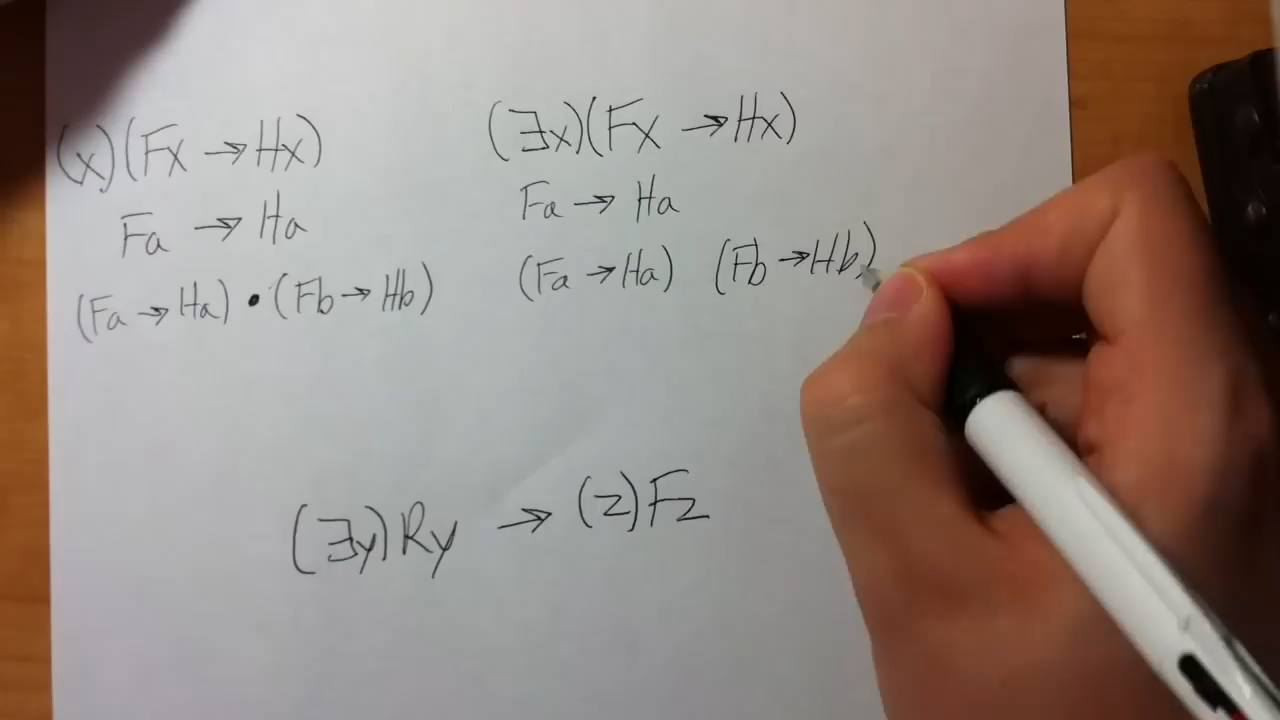 (x)(Fx → Hx)
Fa → Ha
(Fa → Ha) • (Fb → Hb)
(∃x)(Fx → Hx)
Fa → Ha
(Fa → Ha) (Fb → Hb)
(∃y)Ry → (z)Fz